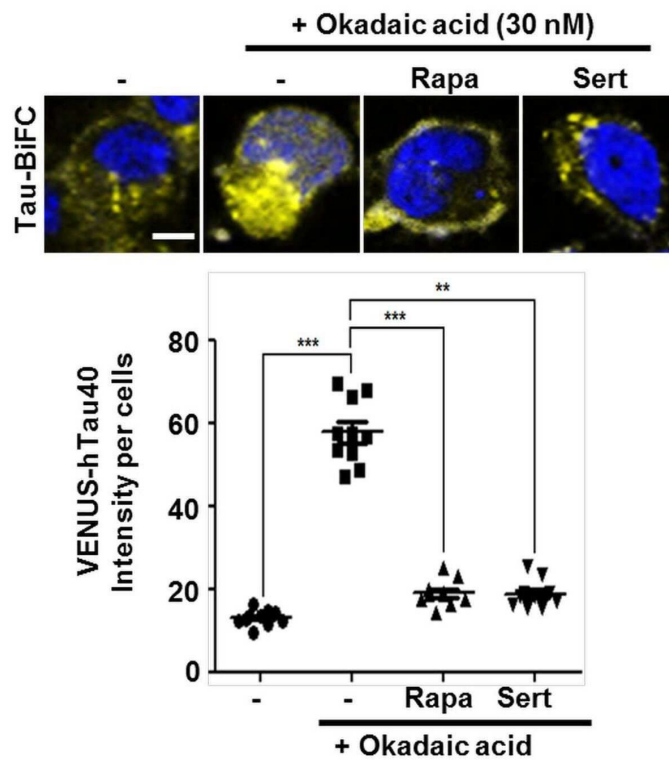 + Okadaic acid (30 nM)
- - Rapa Sert
Tau-BiFC
** 
*** ***
80
60
40
20
0
VENUS-hTau40
Intensity per cells
- - Rapa Sert
+ Okadaic acid